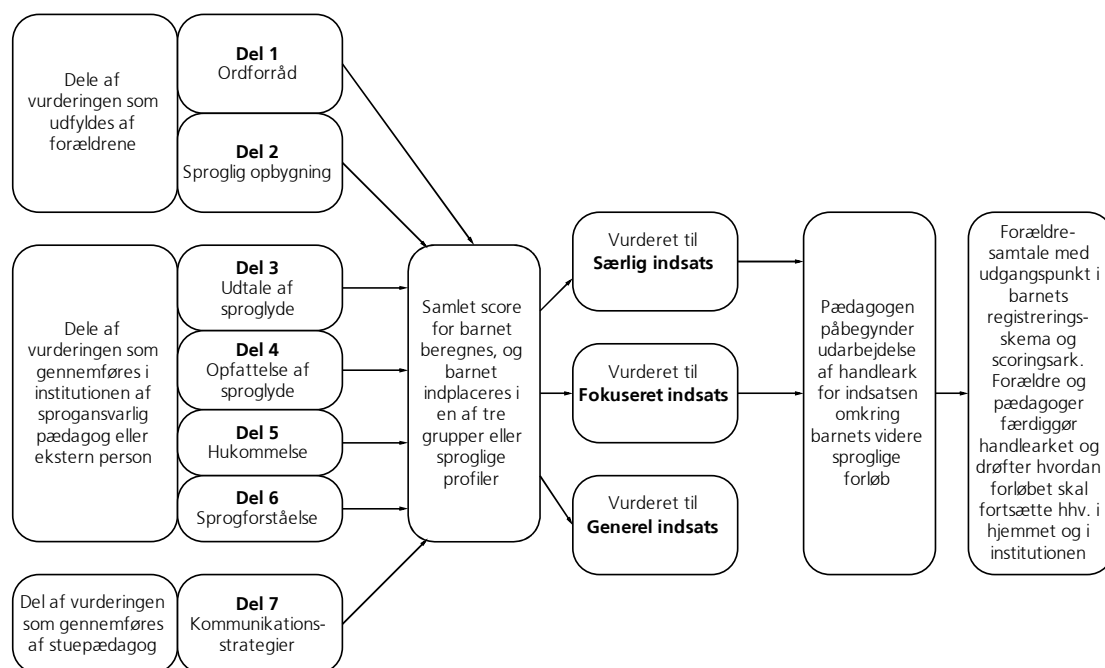 Dele af
vurderingen som
udfyldes af
forældrene
Del 1
Ordforråd
Del 2
Sproglig opbygning
Dele af
vurderingen som
gennemføres i
institutionen af
sprogansvarlig
pædagog eller
ekstern person
Del 3
Udtale af
sproglyde
Del 4
Opfattelse af
sproglyde
Del 5
Hukommelse
Del 6
Sprogforståelse
Del af vurderingen
som gennemføres
af stuepædagog
Del 7
Kommunikations-
strategier
Samlet score
for barnet
beregnes, og
barnet
indplaceres i
en af tre
grupper eller
sproglige
profiler
Vurderet til
Særlig indsats
Vurderet til
Fokuseret indsats
Vurderet til
Generel indsats
Pædagogen
påbegynder
udarbejdelse
af handleark
for indsatsen
omkring
barnets videre
sproglige
forløb
Forældre-
samtale med
udgangspunkt i
barnets
registrerings-
skema og
scoringsark.
Forældre og
pædagoger
færdiggør
handlearket og
drøfter hvordan
forløbet skal
fortsætte hhv. i
hjemmet og i
institutionen